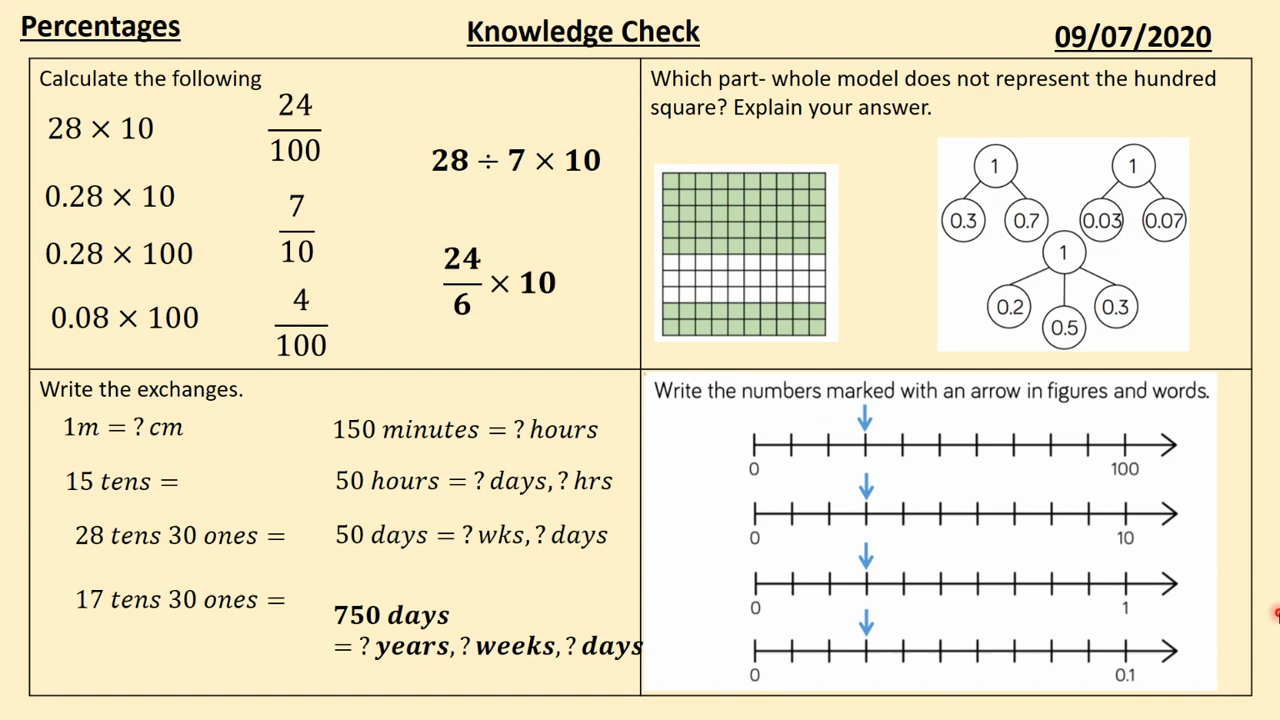 Percentages
Knowledge Check
09/07/2020
Calculate the following
28 × 10
0.28 × 10
0.28 × 100
0.08 × 100
24
100
7
10
4
100
28 ÷ 7 × 10
24
6
× 10
Which part- whole model does not represent the hundred
square? Explain your answer.
1
0.3 0.7
1
0.03 0.07
1
0.2 0.5 0.3
Write the exchanges.
1m = ? cm
15 tens =
28 tens 30 ones =
17 tens 30 ones =
150 minutes = ? hours
50 hours = ? days, ? hrs
50 days = ? wks, ? days
750 days
= ? years, ? weeks, ? days
Write the numbers marked with an arrow in figures and words.
0 100
0 10
0 1
0 0.1